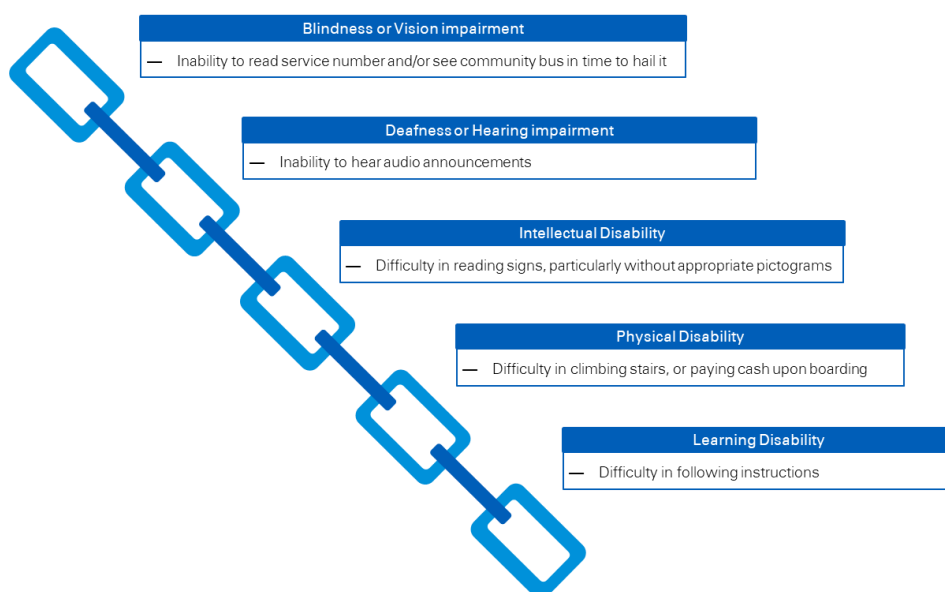 Blindness or Vision impairment
— Inability to read service number and/or see community bus in time to hail it
Deafness or Hearing impairment
— Inability to hear audio announcements
Intellectual Disability
— Difficulty in reading signs, particularly without appropriate pictograms
Physical Disability
— Difficulty in climbing stairs, or paying cash upon boarding
Learning Disability
— Difficulty in following instructions